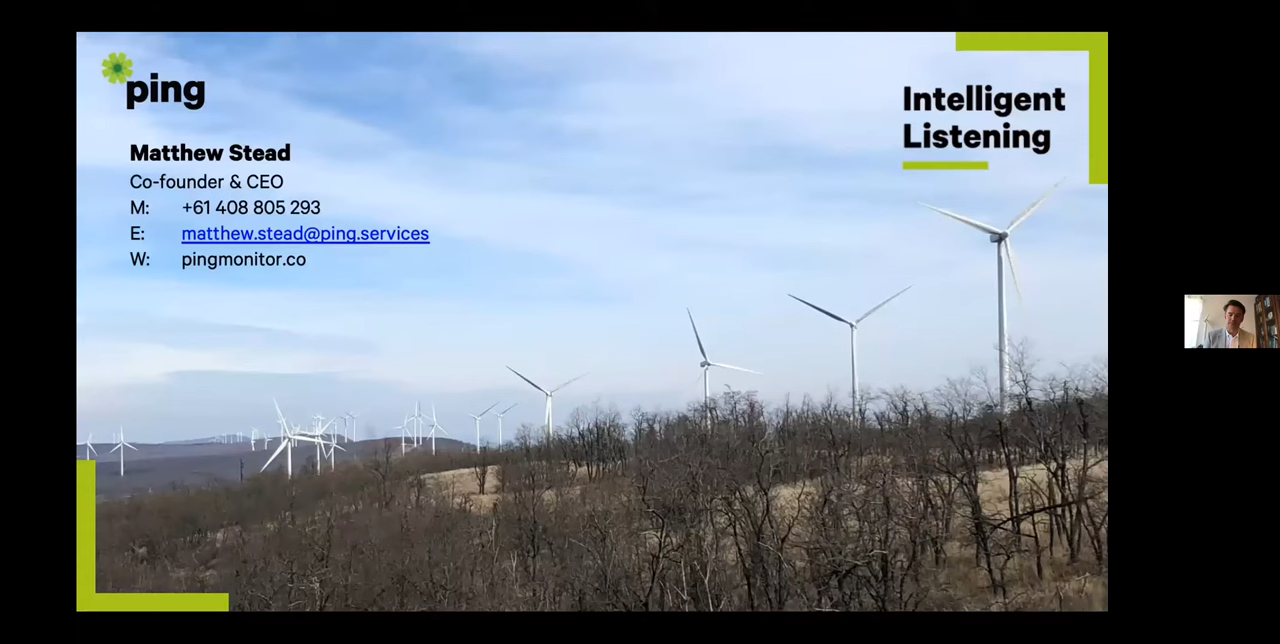 ping
Intelligent
Listening
Matthew Stead
Co-founder & CEO
M: +61 408 805 293
E: matthew.stead@ping.services
W: pingmonitor.co